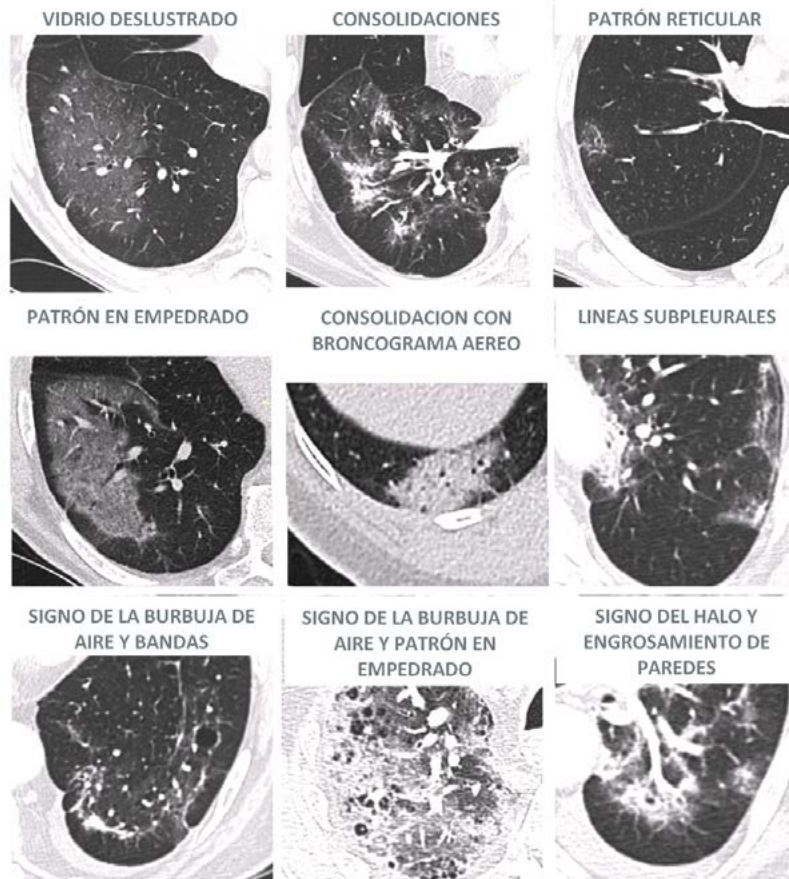 VIDRIO DESLUSTRADO
CONSOLIDACIONES
PATRÓN RETICULAR
PATRÓN EN EMPEDRADO
CONSOLIDACION CON
BRONCOGRAMA AEREO
LINEAS SUBPLEURALES
SIGNO DE LA BURBUJA DE
AIRE Y BANDAS
SIGNO DE LA BURBUJA DE
AIRE Y PATRÓN EN
EMPEDRADO
SIGNO DEL HALO Y
ENGROSAMIENTO DE
PAREDES